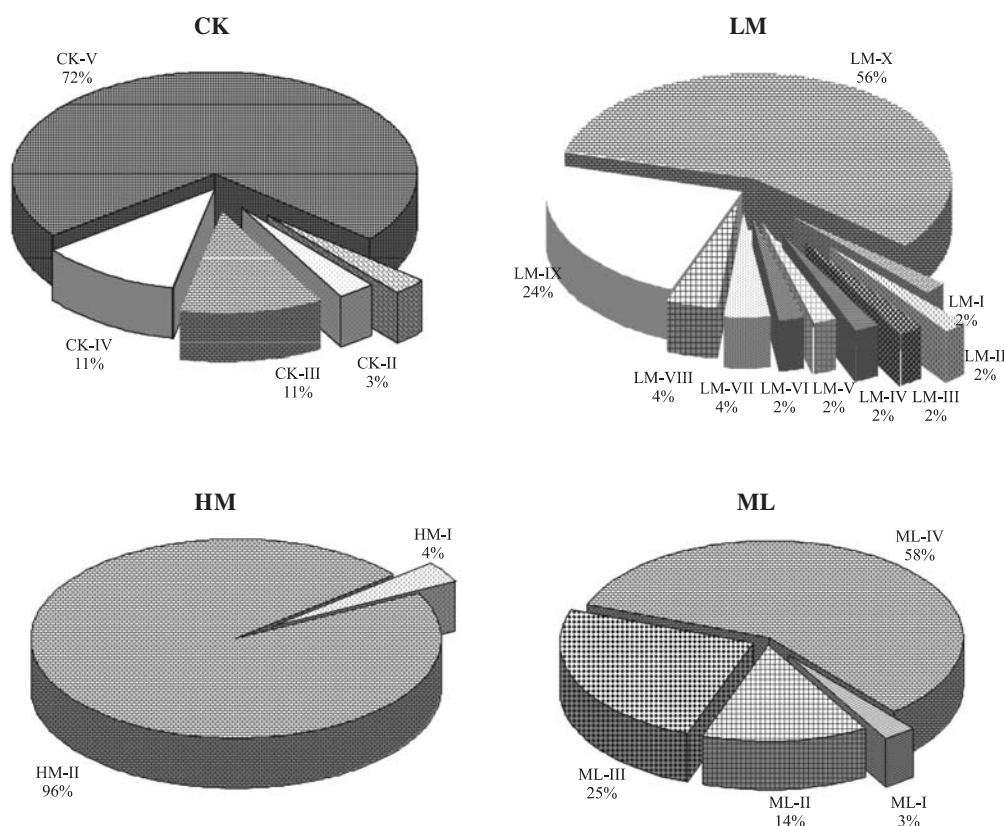 CK
CK-V
72%
CK-IV
11%
CK-III
11%
CK-II
3%
LM
LM-X
56%
LM-IX
24%
LM-VIII
4%
LM-VII
4%
LM-VI
2%
LM-V
2%
LM-IV
2%
LM-III
2%
LM-II
2%
LM-I
2%
HM
HM-I
4%
HM-II
96%
ML
ML-IV
58%
ML-III
25%
ML-II
14%
ML-I
3%